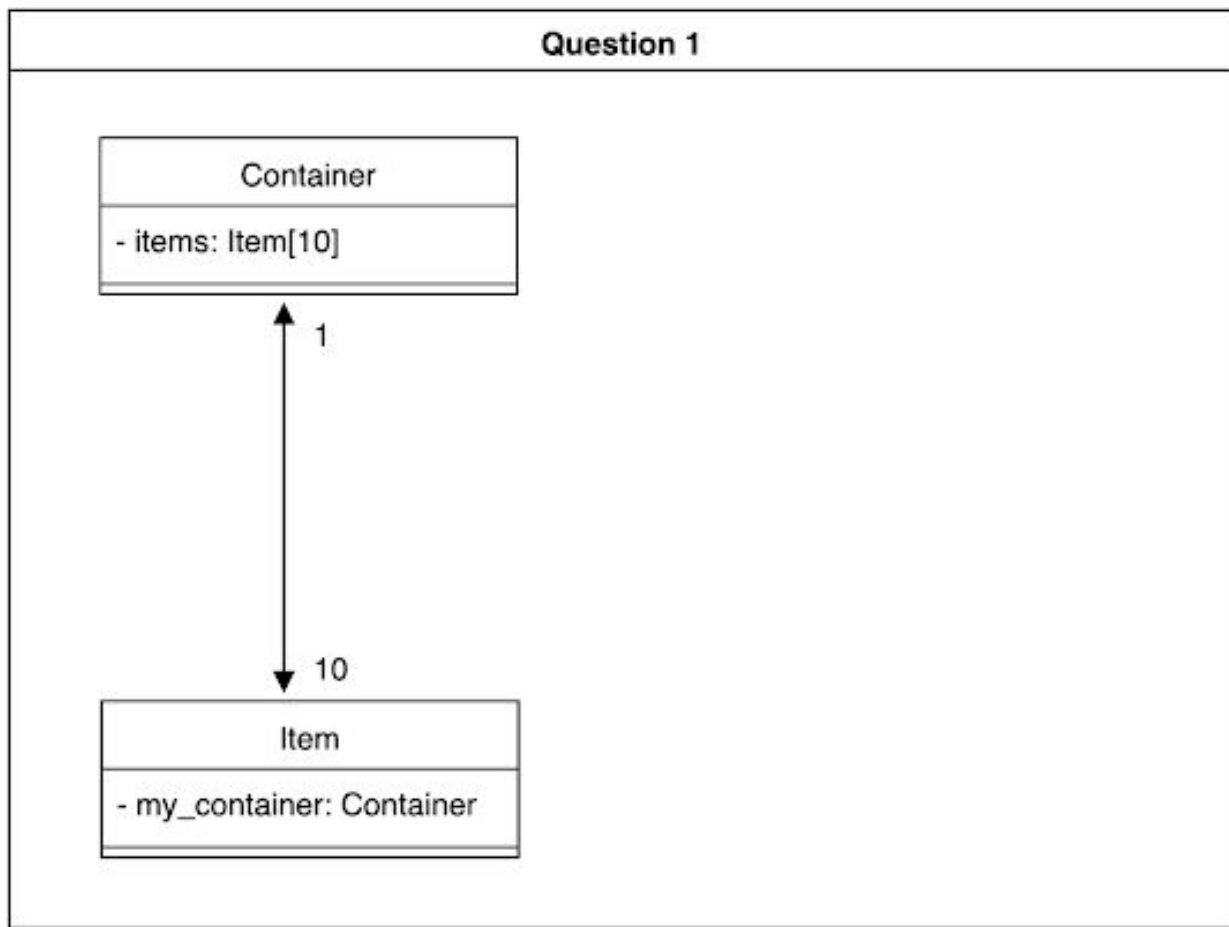 Question 1
Container
- items: Item[10]
1
10
Item
- my_container: Container